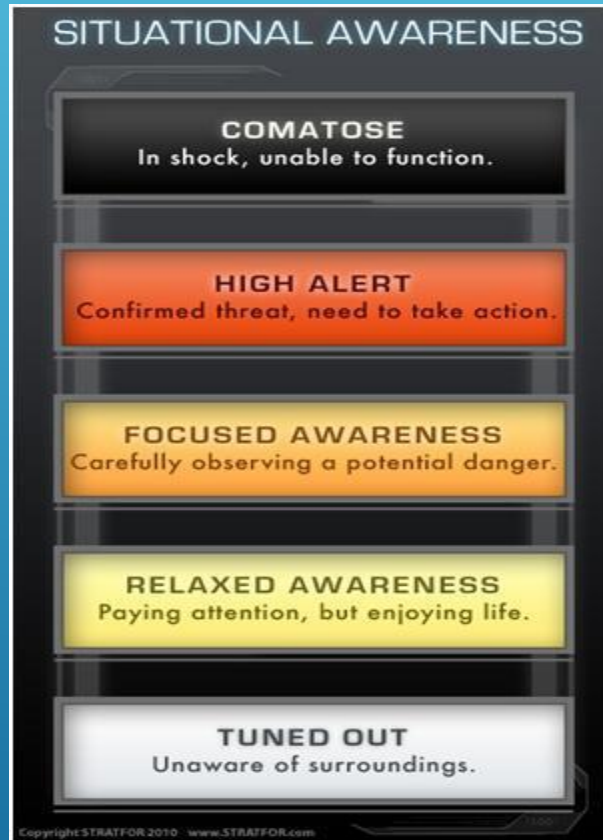 SITUATIONAL AWARENESS
COMATOSE
In shock, unable to function.
HIGH ALERT
Confirmed threat, need to take action.
FOCUSED AWARENESS
Carefully observing a potential danger.
RELAXED AWARENESS
Paying attention, but enjoying life.
TUNED OUT
Unaware of surroundings.
Copyright STRATFOR 2010 www.STRATFOR.com